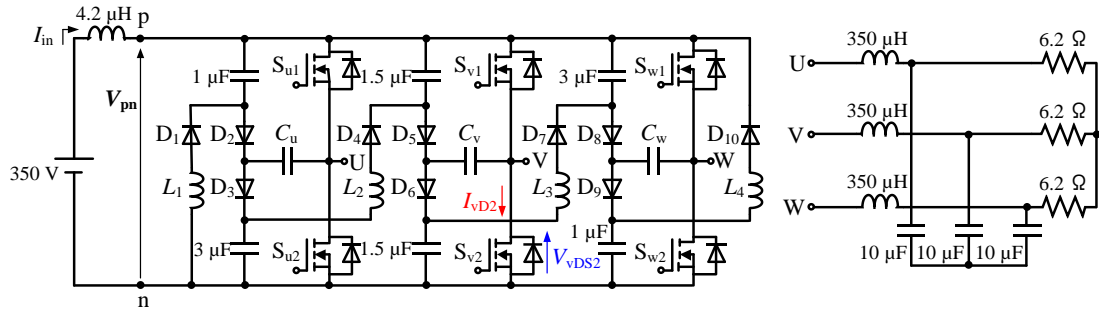 4.2 µH p
I_in
350 µH 6.2 Ω
U
1 µF S_u1 1.5 µF S_v1 3 µF S_w1
V_pn
D_1 D_2 C_u D_4 D_5 C_v D_7 D_8 C_w D_10
350 µH 6.2 Ω
V
U V W
350 V
L_1 D_3 L_2 D_6 L_3 D_9 L_4
350 µH 6.2 Ω
W
I_vD2
3 µF S_u2 1.5 µF S_v2 1 µF S_w2
V_vDS2
10 µF 10 µF 10 µF
n